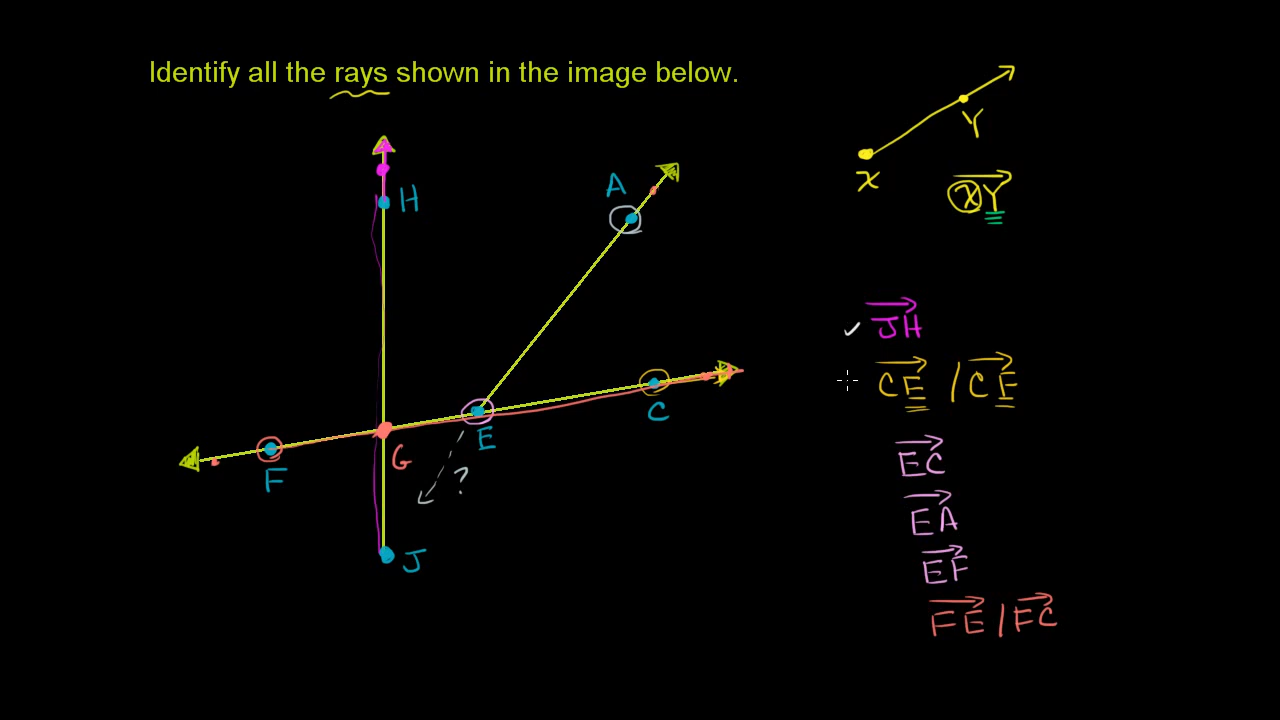 Identify all the rays shown in the image below.
Y
X
XY
A
H
JH
CE / CE
C
E
G
?
F
EC
EA
EF
J
FE / FC